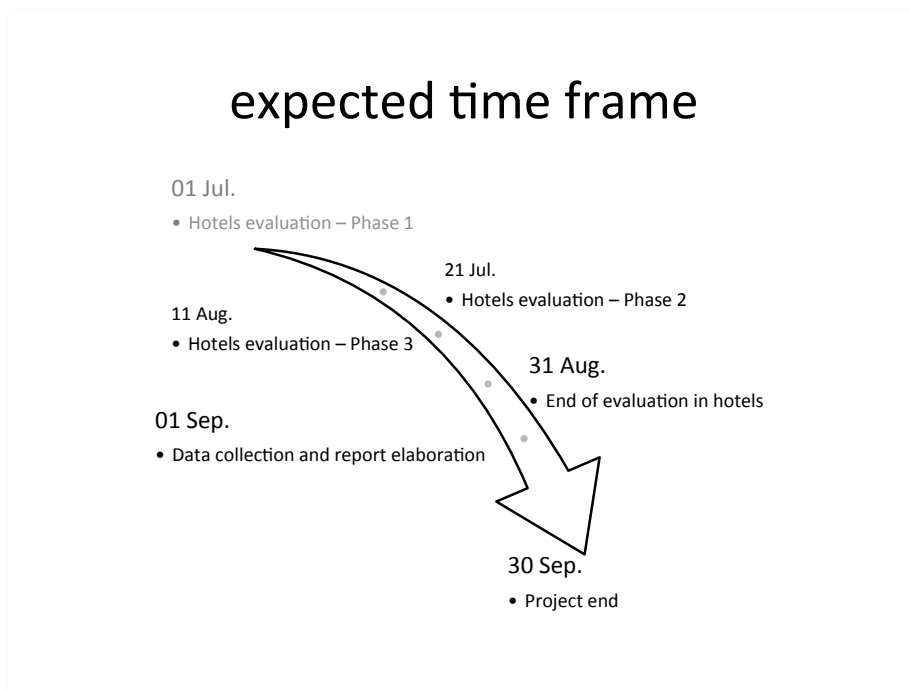 expected time frame
01 Jul.
• Hotels evaluation – Phase 1
21 Jul.
• Hotels evaluation – Phase 2
11 Aug.
• Hotels evaluation – Phase 3
31 Aug.
• End of evaluation in hotels
01 Sep.
• Data collection and report elaboration
30 Sep.
• Project end